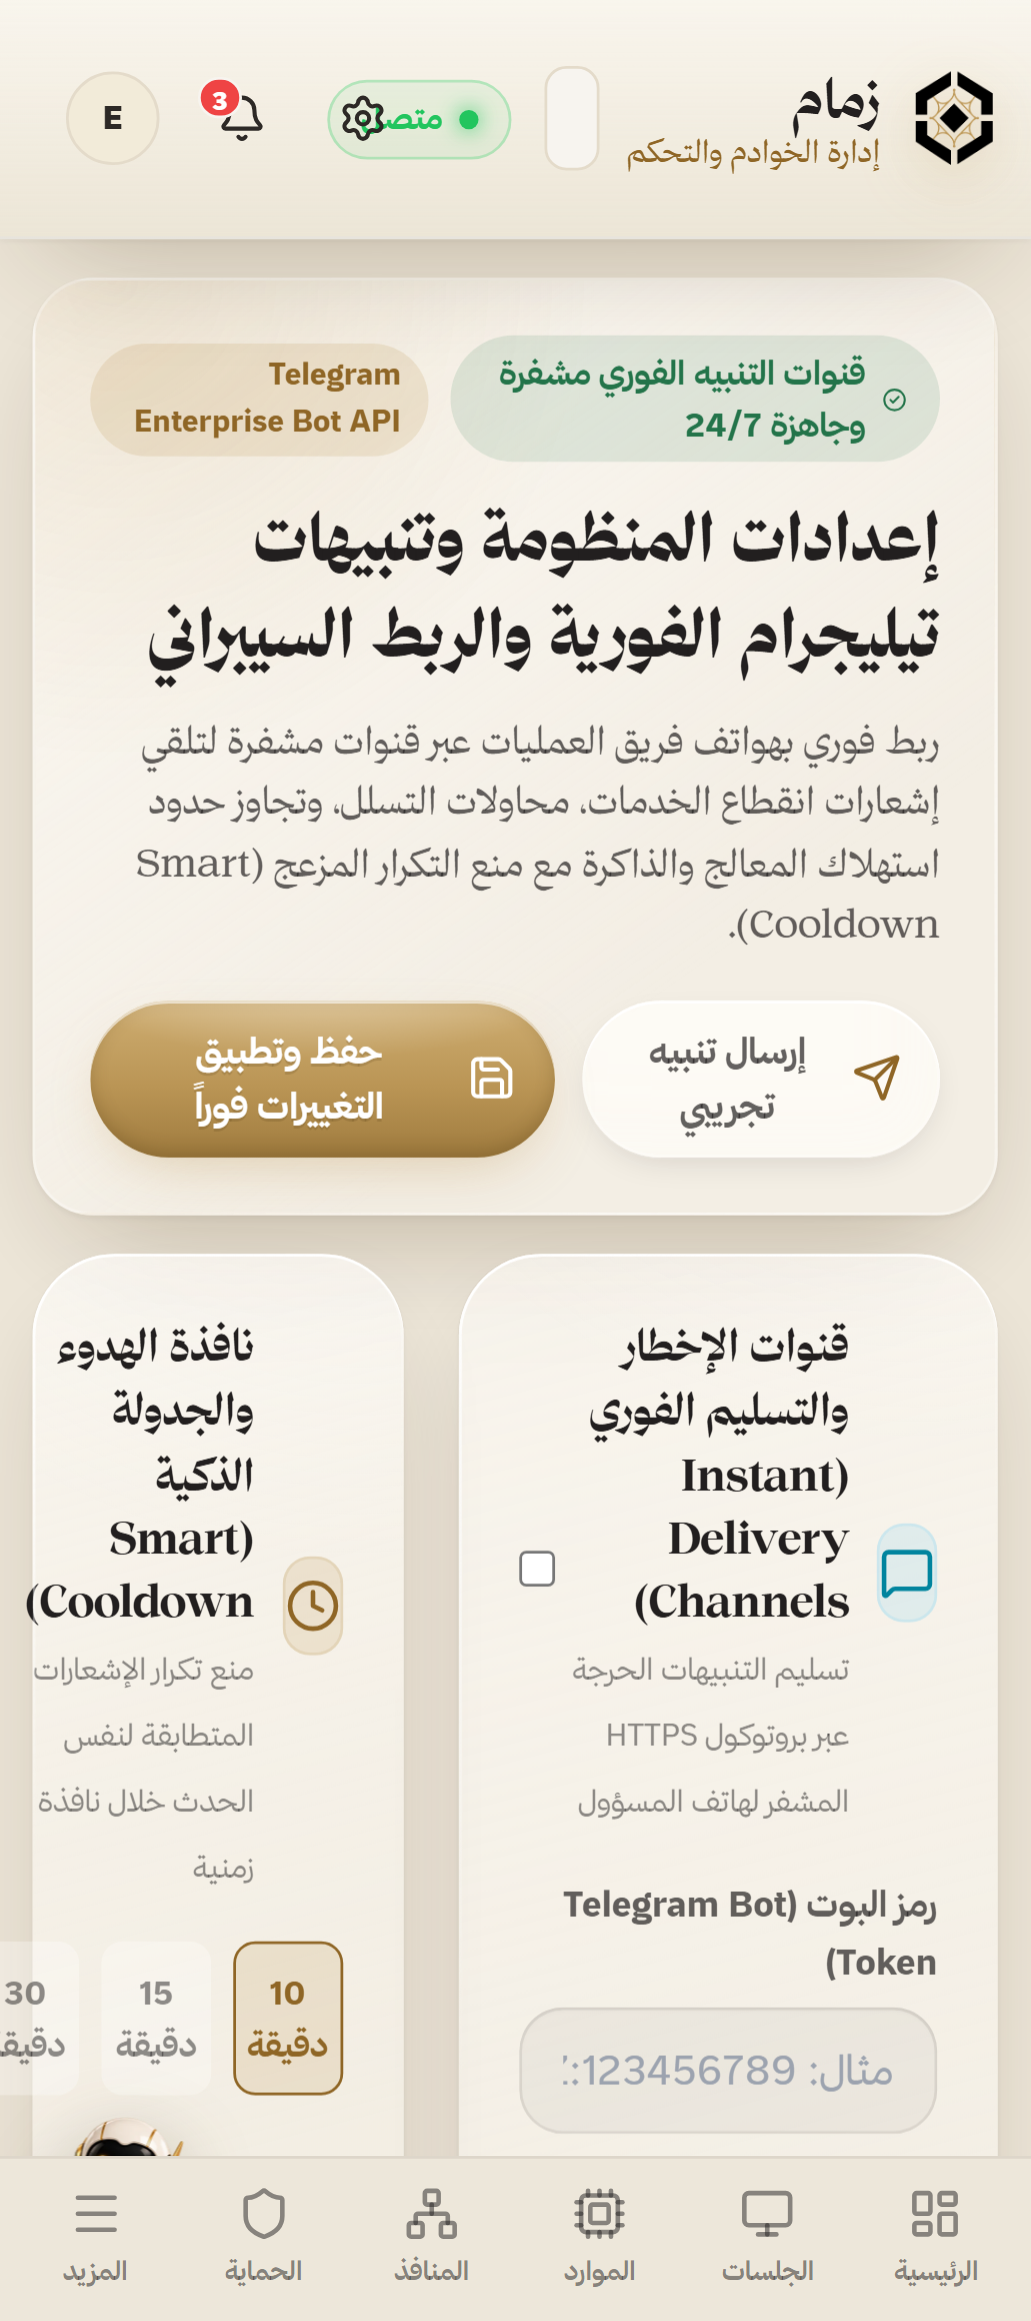 زمام
إدارة الخوادم والتحكم
متصل
3
E
قنوات التنبيه الفوري مشفرة
وجاهزة 24/7
Telegram
Enterprise Bot API
إعدادات المنظومة وتنبيهات
تيليجرام الفورية والربط السيبراني
ربط فوري بهواتف فريق العمليات عبر قنوات مشفرة لتلقي
إشعارات انقطاع الخدمات، محاولات التسلل، وتجاوز حدود
استهلاك المعالج والذاكرة مع منع التكرار المزعج (Smart
Cooldown).
إرسال تنبيه
تجريبي
حفظ وتطبيق
التغييرات فوراً
قنوات الإخطار
والتسليم الفوري
(Instant
Delivery
Channels)
تسليم التنبيهات الحرجة
عبر بروتوكول HTTPS
المشفر لهاتف المسؤول
رمز البوت (Telegram Bot
Token)
مثال: 123456789:
نافذة الهدوء
والجدولة
الذكية
(Smart
Cooldown)
منع تكرار الإشعارات
المتطابقة لنفس
الحدث خلال نافذة
زمنية
10
دقيقة
15
دقيقة
30
دقيقة
الرئيسية
الجلسات
الموارد
المنافذ
الحماية
المزيد